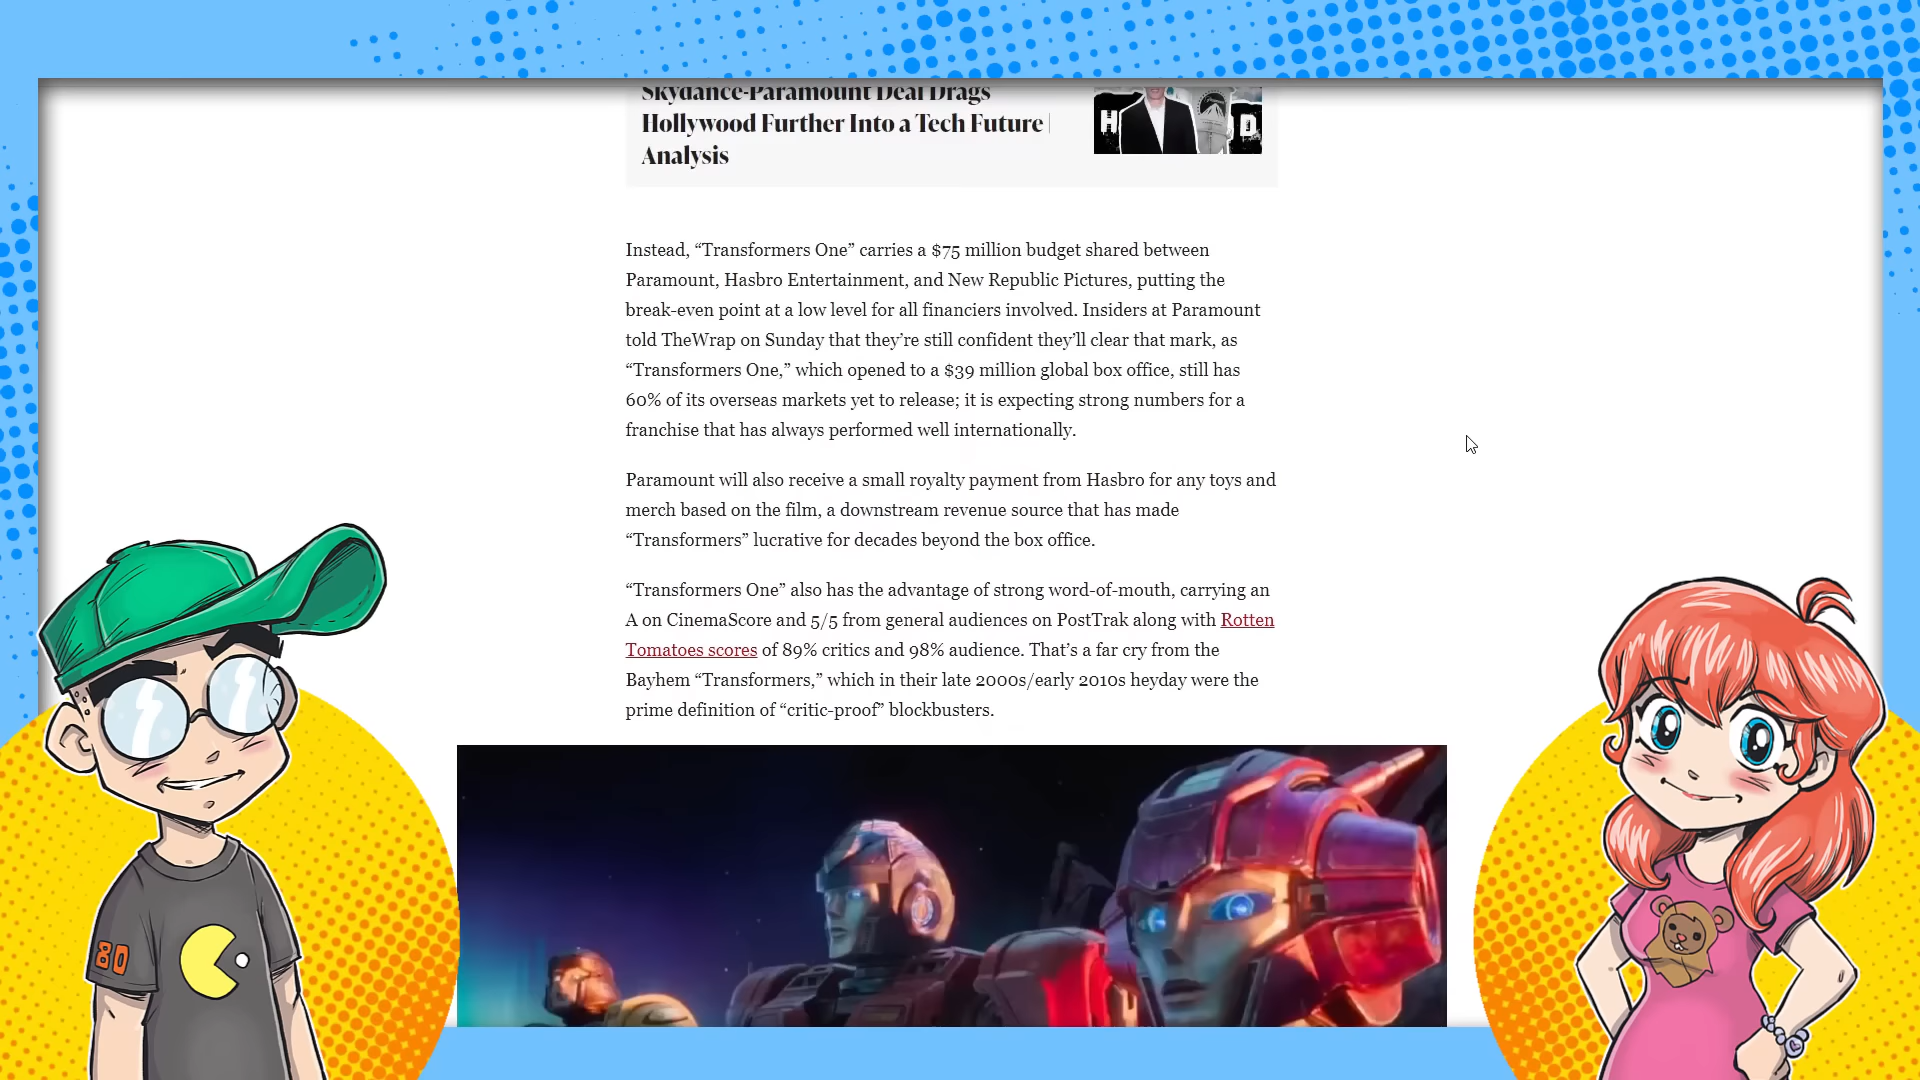 Skydance-Paramount Deal Drags
Hollywood Further Into a Tech Future |
Analysis
H
D
Instead, “Transformers One” carries a $75 million budget shared between
Paramount, Hasbro Entertainment, and New Republic Pictures, putting the
break-even point at a low level for all financiers involved. Insiders at Paramount
told TheWrap on Sunday that they’re still confident they’ll clear that mark, as
“Transformers One,” which opened to a $39 million global box office, still has
60% of its overseas markets yet to release; it is expecting strong numbers for a
franchise that has always performed well internationally.
Paramount will also receive a small royalty payment from Hasbro for any toys and
merch based on the film, a downstream revenue source that has made
“Transformers” lucrative for decades beyond the box office.
“Transformers One” also has the advantage of strong word-of-mouth, carrying an
A on CinemaScore and 5/5 from general audiences on PostTrak along with Rotten
Tomatoes scores of 89% critics and 98% audience. That’s a far cry from the
Bayhem “Transformers,” which in their late 2000s/early 2010s heyday were the
prime definition of “critic-proof” blockbusters.
80